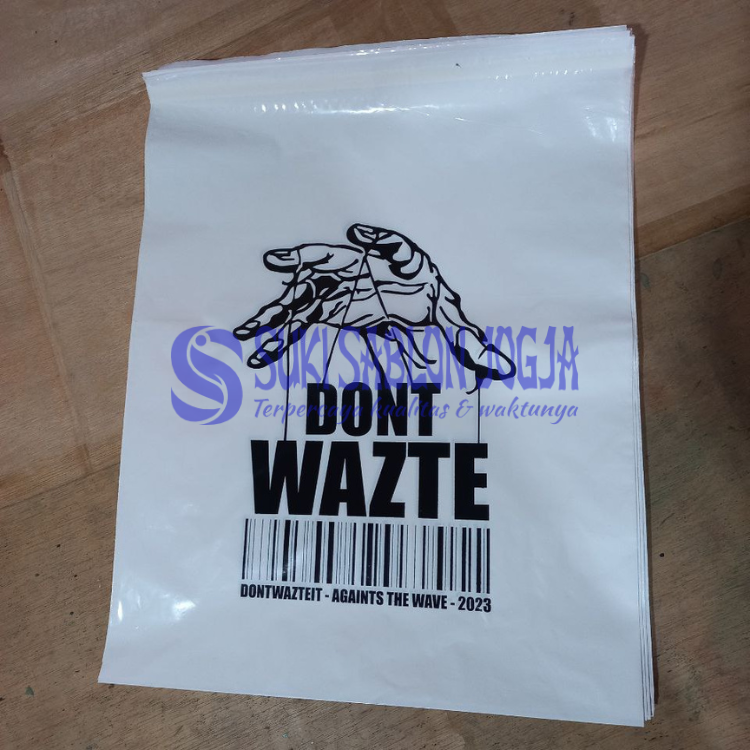 SUKI SABLON JOGJA
Terpercaya kualitas & waktunya
DONT
WAZTE
DONTWAZTEIT - AGAINTS THE WAVE - 2023